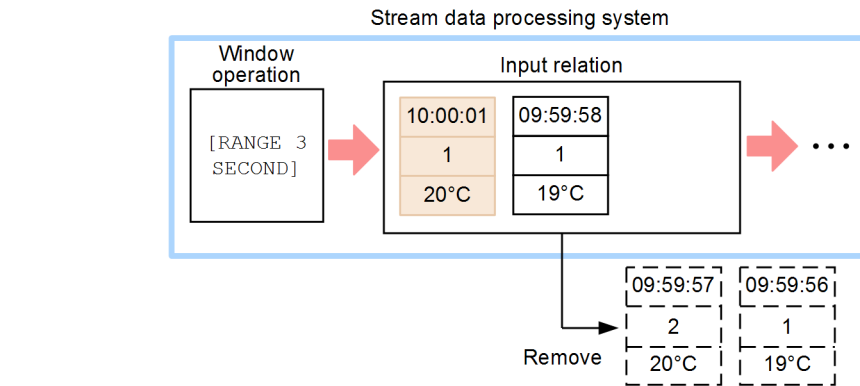 Stream data processing system
Window
operation
Input relation
[RANGE 3
SECOND]
10:00:01
1
20°C
09:59:58
1
19°C
• • •
Remove
09:59:57
2
20°C
09:59:56
1
19°C